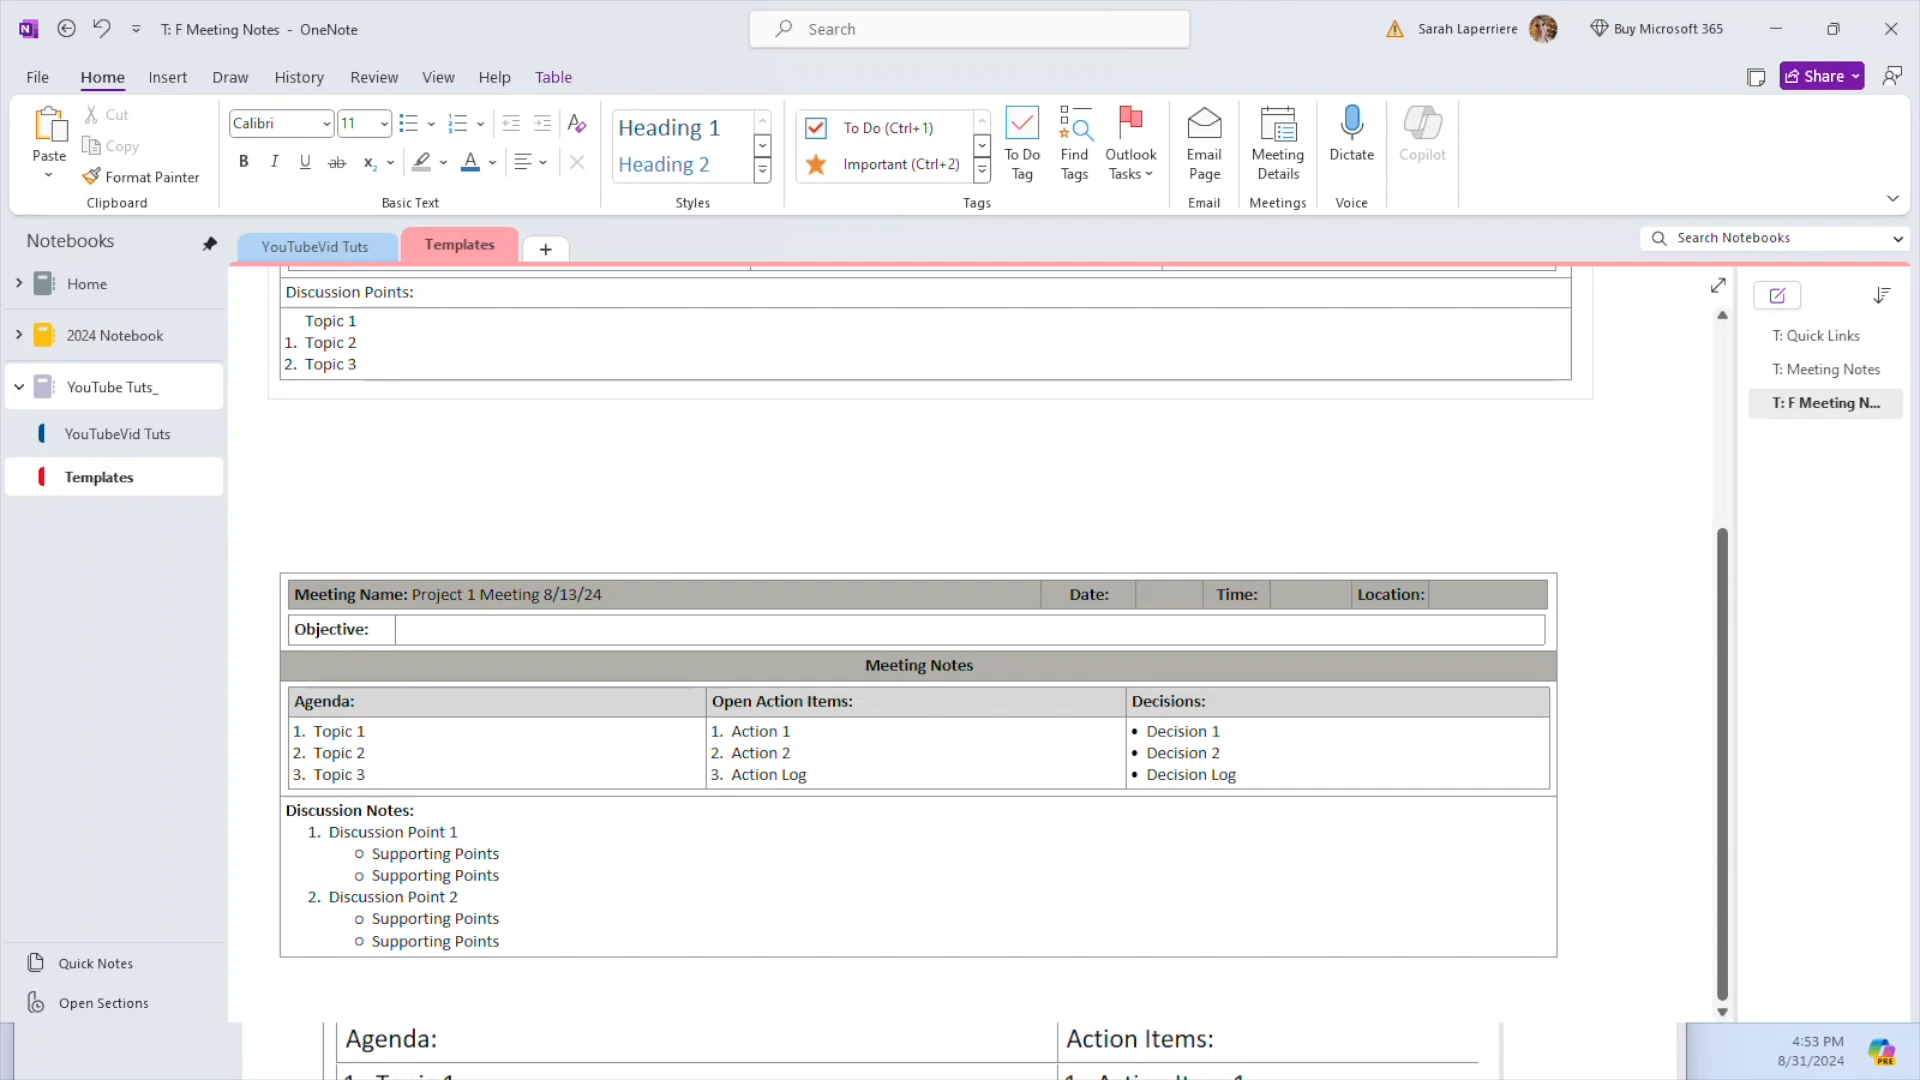 T: F Meeting Notes - OneNote
Search
Sarah Laperriere
Buy Microsoft 365
File Home Insert Draw History Review View Help Table
Share
Paste
Cut
Copy
Format Painter
Clipboard
Calibri 11
B I U ab x
A
Basic Text
Heading 1
Heading 2
Styles
To Do (Ctrl+1)
Important (Ctrl+2)
To Do Tag
Find Tags
Outlook Tasks
Tags
Email Page
Email
Meeting Details
Meetings
Dictate
Voice
Copilot
Notebooks
YouTubeVid Tuts
Templates
+
Search Notebooks
Home
2024 Notebook
YouTube Tuts_
YouTubeVid Tuts
Templates
Quick Notes
Open Sections
T: Quick Links
T: Meeting Notes
T: F Meeting N...
Discussion Points:
Topic 1
1. Topic 2
2. Topic 3
Meeting Name: Project 1 Meeting 8/13/24 Date: Time: Location:
Objective:
Meeting Notes
Agenda: Open Action Items: Decisions:
1. Topic 1
2. Topic 2
3. Topic 3
1. Action 1
2. Action 2
3. Action Log
• Decision 1
• Decision 2
• Decision Log
Discussion Notes:
1. Discussion Point 1
o Supporting Points
o Supporting Points
2. Discussion Point 2
o Supporting Points
o Supporting Points
Agenda: Action Items:
4:53 PM
8/31/2024
PRE